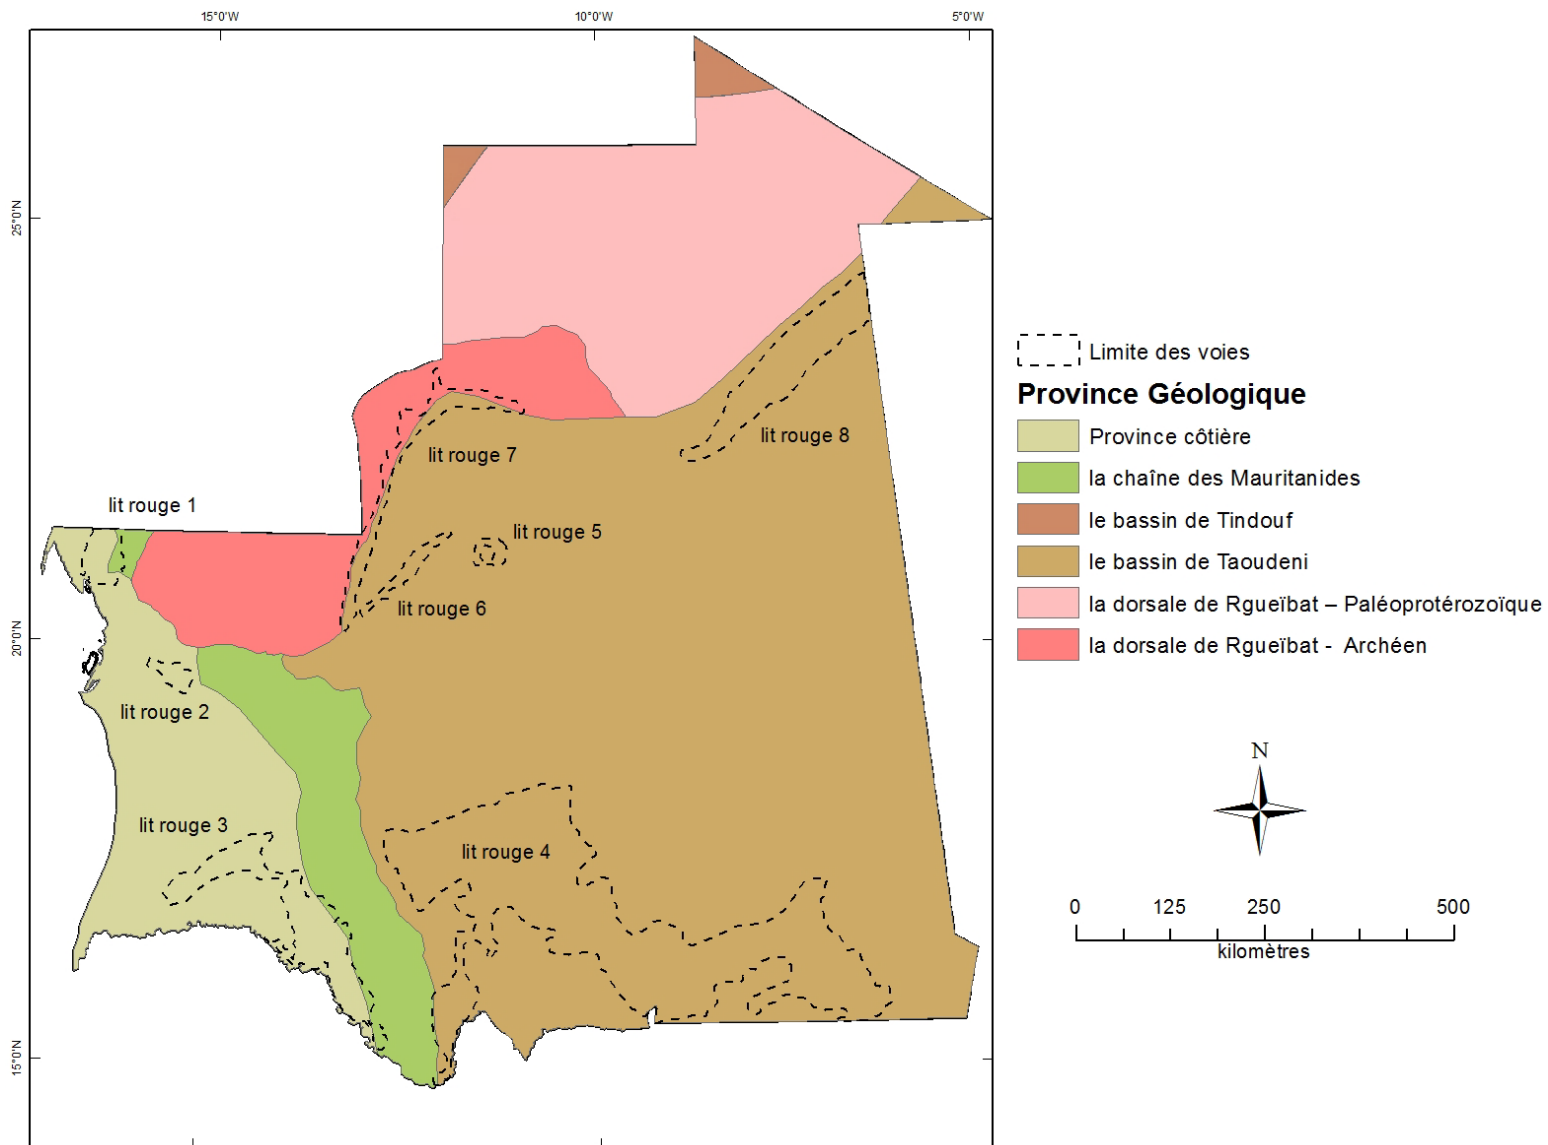 15°0'W
10°0'W
5°0'W
25°0'N
20°0'N
15°0'N
lit rouge 1
lit rouge 7
lit rouge 8
lit rouge 5
lit rouge 6
lit rouge 2
lit rouge 3
lit rouge 4
Limite des voies
Province Géologique
Province côtière
la chaîne des Mauritanides
le bassin de Tindouf
le bassin de Taoudeni
la dorsale de Rgueïbat – Paléoprotérozoïque
la dorsale de Rgueïbat - Archéen
N
0 125 250 500
kilomètres